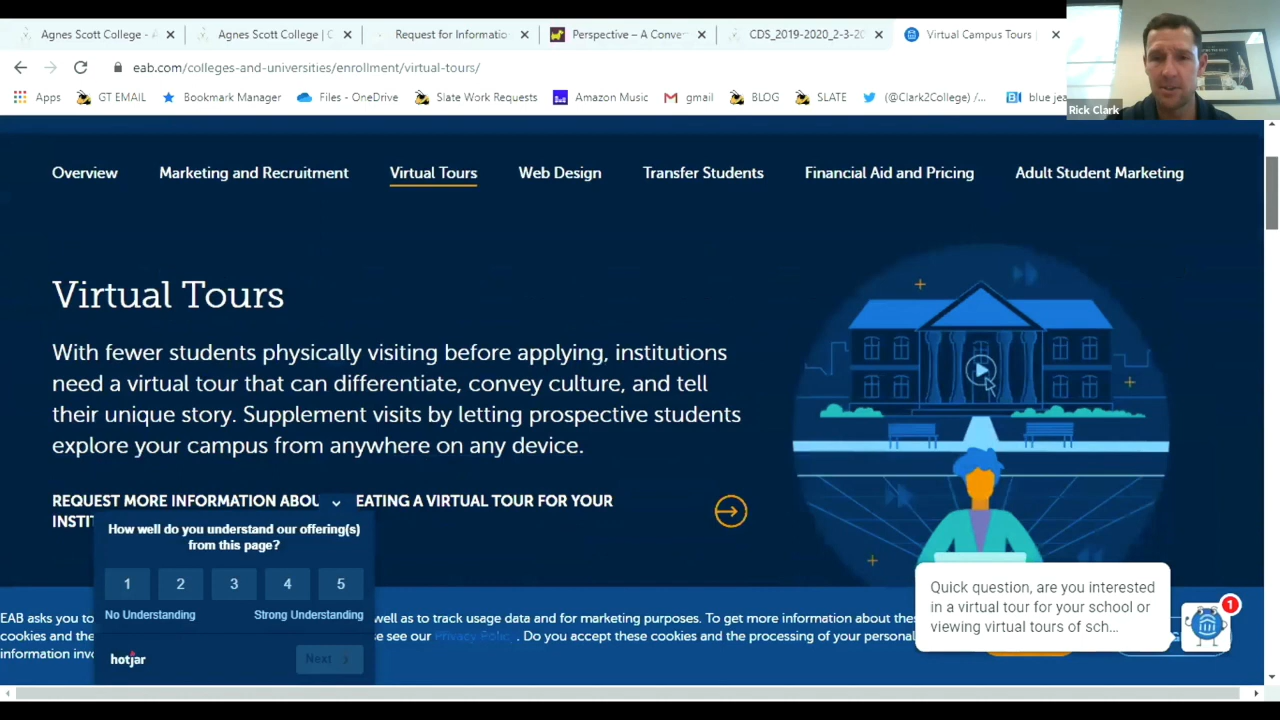 Agnes Scott College - A
Agnes Scott College | C
Request for Informatio
Perspective – A Conve
CDS_2019-2020_2-3-20
Virtual Campus Tours |
eab.com/colleges-and-universities/enrollment/virtual-tours/
Apps
GT EMAIL
Bookmark Manager
Files - OneDrive
Slate Work Requests
Amazon Music
gmail
BLOG
SLATE
(@Clark2College) /...
blue jea
Rick Clark
Overview
Marketing and Recruitment
Virtual Tours
Web Design
Transfer Students
Financial Aid and Pricing
Adult Student Marketing
Virtual Tours
With fewer students physically visiting before applying, institutions
need a virtual tour that can differentiate, convey culture, and tell
their unique story. Supplement visits by letting prospective students
explore your campus from anywhere on any device.
REQUEST MORE INFORMATION ABOU EATING A VIRTUAL TOUR FOR YOUR
INSTIT
How well do you understand our offering(s)
from this page?
1 2 3 4 5
No Understanding Strong Understanding
hotjar
Next
EAB asks you to well as to track usage data and for marketing purposes. To get more information about the
cookies and the se see our Privacy . Do you accept these cookies and the processing of your personal
information invo
Quick question, are you interested
in a virtual tour for your school or
viewing virtual tours of sch...
1